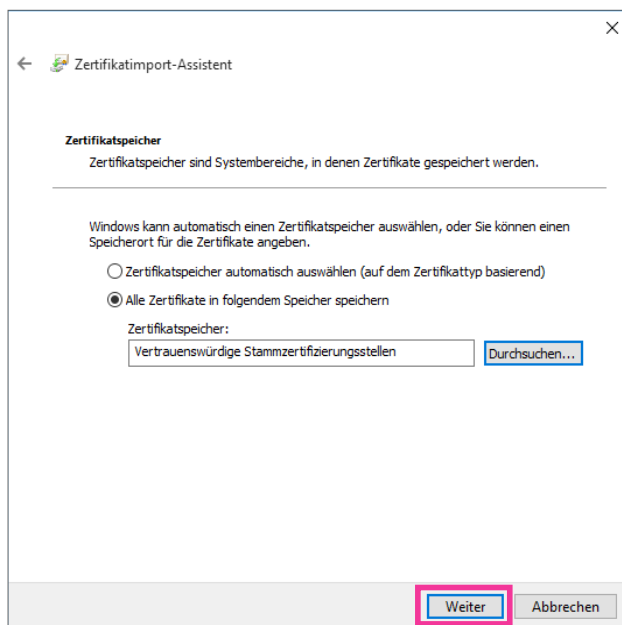 Zertifikatimport-Assistent
Zertifikatspeicher
Zertifikatspeicher sind Systembereiche, in denen Zertifikate gespeichert werden.
Windows kann automatisch einen Zertifikatspeicher auswählen, oder Sie können einen
Speicherort für die Zertifikate angeben.
Zertifikatspeicher automatisch auswählen (auf dem Zertifikattyp basierend)
Alle Zertifikate in folgendem Speicher speichern
Zertifikatspeicher:
Vertrauenswürdige Stammzertifizierungsstellen
Durchsuchen...
Weiter
Abbrechen